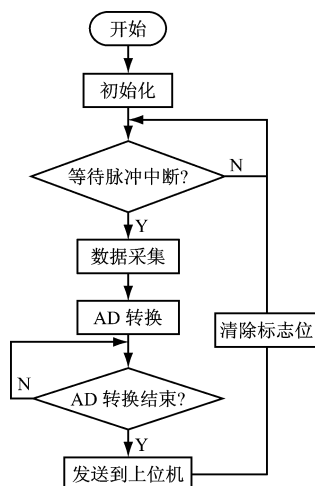 开始
初始化
等待脉冲中断?
N
Y
数据采集
AD 转换
清除标志位
N
AD 转换结束?
Y
发送到上位机